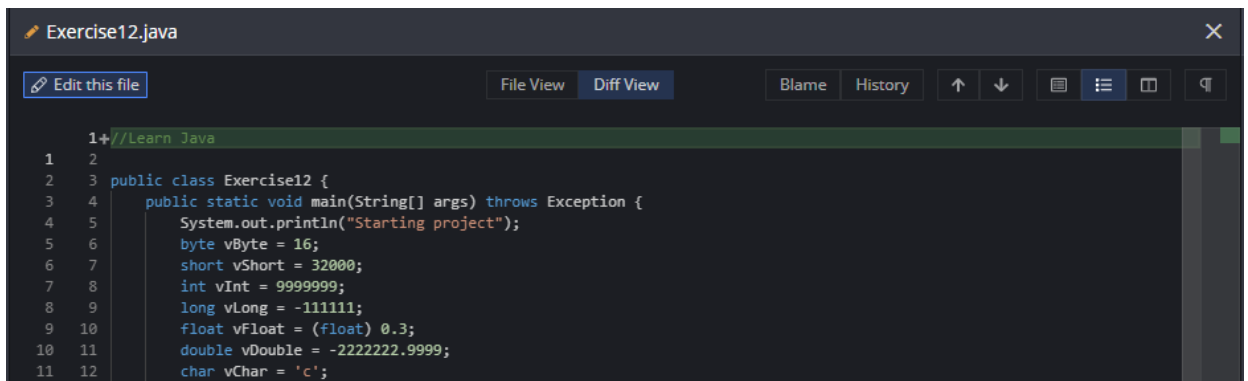 Exercise12.java
Edit this file
File View Diff View Blame History
1+//Learn Java
1 2
2 3 public class Exercise12 {
3 4 public static void main(String[] args) throws Exception {
4 5 System.out.println("Starting project");
5 6 byte vByte = 16;
6 7 short vShort = 32000;
7 8 int vInt = 9999999;
8 9 long vLong = -111111;
9 10 float vFloat = (float) 0.3;
10 11 double vDouble = -2222222.9999;
11 12 char vChar = 'c';